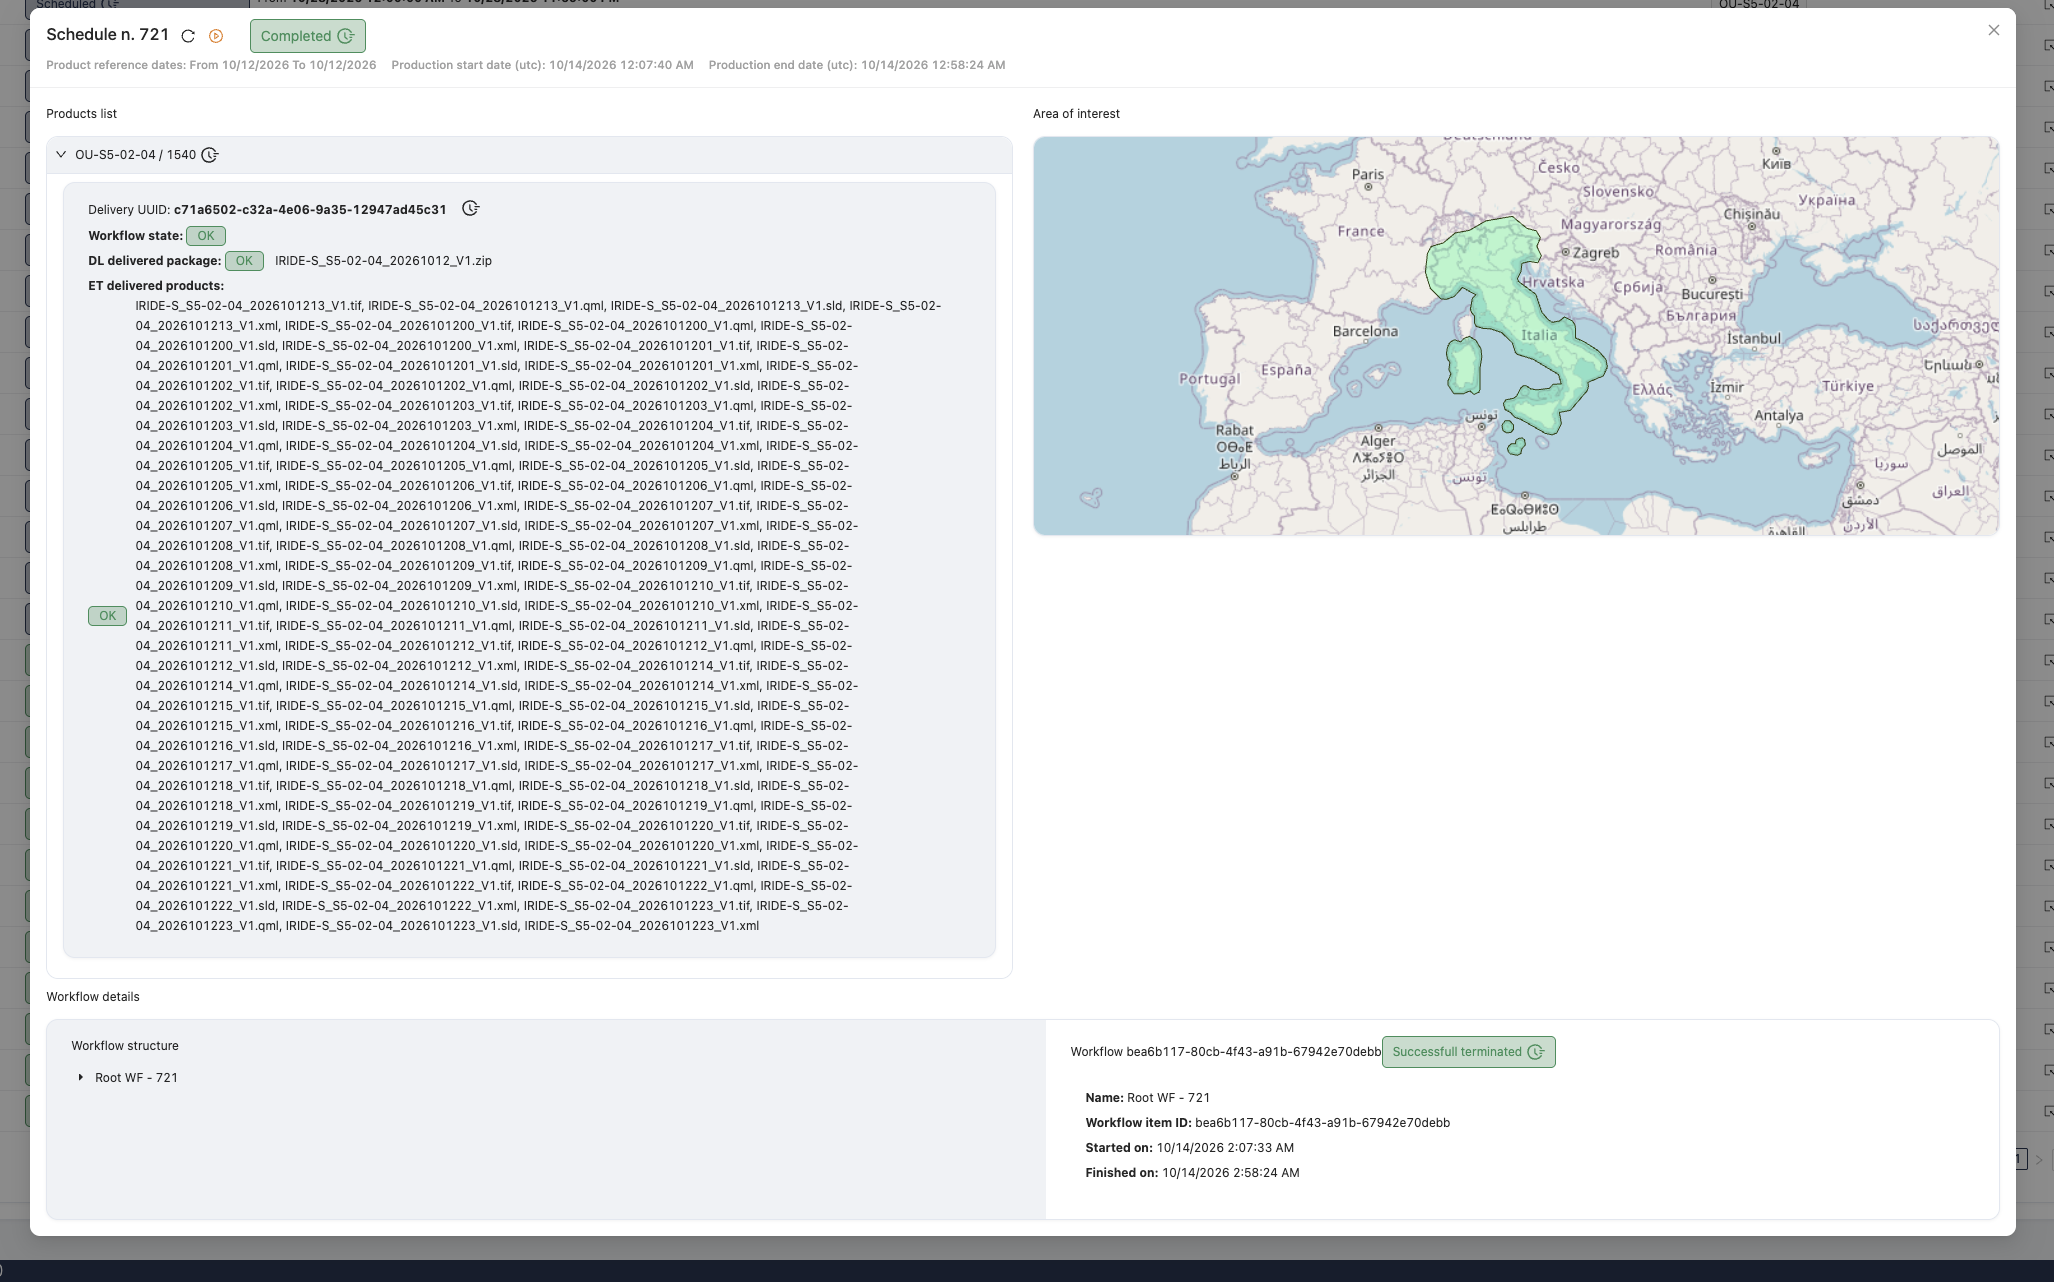 Schedule n. 721
Completed
Product reference dates: From 10/12/2026 To 10/12/2026 Production start date (utc): 10/14/2026 12:07:40 AM Production end date (utc): 10/14/2026 12:58:24 AM
Products list
OU-S5-02-04 / 1540
Delivery UUID: c71a6502-c32a-4e06-9a35-12947ad45c31
Workflow state: OK
DL delivered package: OK IRIDE-S_S5-02-04_20261012_V1.zip
ET delivered products:
IRIDE-S_S5-02-04_2026101213_V1.tif, IRIDE-S_S5-02-04_2026101213_V1.qml, IRIDE-S_S5-02-04_2026101213_V1.sld, IRIDE-S_S5-02-
04_2026101213_V1.xml, IRIDE-S_S5-02-04_2026101200_V1.tif, IRIDE-S_S5-02-04_2026101200_V1.qml, IRIDE-S_S5-02-
04_2026101200_V1.sld, IRIDE-S_S5-02-04_2026101200_V1.xml, IRIDE-S_S5-02-04_2026101201_V1.tif, IRIDE-S_S5-02-
04_2026101201_V1.qml, IRIDE-S_S5-02-04_2026101201_V1.sld, IRIDE-S_S5-02-04_2026101201_V1.xml, IRIDE-S_S5-02-
04_2026101202_V1.tif, IRIDE-S_S5-02-04_2026101202_V1.qml, IRIDE-S_S5-02-04_2026101202_V1.sld, IRIDE-S_S5-02-
04_2026101202_V1.xml, IRIDE-S_S5-02-04_2026101203_V1.tif, IRIDE-S_S5-02-04_2026101203_V1.qml, IRIDE-S_S5-02-
04_2026101203_V1.sld, IRIDE-S_S5-02-04_2026101203_V1.xml, IRIDE-S_S5-02-04_2026101204_V1.tif, IRIDE-S_S5-02-
04_2026101204_V1.qml, IRIDE-S_S5-02-04_2026101204_V1.sld, IRIDE-S_S5-02-04_2026101204_V1.xml, IRIDE-S_S5-02-
04_2026101205_V1.tif, IRIDE-S_S5-02-04_2026101205_V1.qml, IRIDE-S_S5-02-04_2026101205_V1.sld, IRIDE-S_S5-02-
04_2026101205_V1.xml, IRIDE-S_S5-02-04_2026101206_V1.tif, IRIDE-S_S5-02-04_2026101206_V1.qml, IRIDE-S_S5-02-
04_2026101206_V1.sld, IRIDE-S_S5-02-04_2026101206_V1.xml, IRIDE-S_S5-02-04_2026101207_V1.tif, IRIDE-S_S5-02-
04_2026101207_V1.qml, IRIDE-S_S5-02-04_2026101207_V1.sld, IRIDE-S_S5-02-04_2026101207_V1.xml, IRIDE-S_S5-02-
04_2026101208_V1.tif, IRIDE-S_S5-02-04_2026101208_V1.qml, IRIDE-S_S5-02-04_2026101208_V1.sld, IRIDE-S_S5-02-
04_2026101208_V1.xml, IRIDE-S_S5-02-04_2026101209_V1.tif, IRIDE-S_S5-02-04_2026101209_V1.qml, IRIDE-S_S5-02-
04_2026101209_V1.sld, IRIDE-S_S5-02-04_2026101209_V1.xml, IRIDE-S_S5-02-04_2026101210_V1.tif, IRIDE-S_S5-02-
04_2026101210_V1.qml, IRIDE-S_S5-02-04_2026101210_V1.sld, IRIDE-S_S5-02-04_2026101210_V1.xml, IRIDE-S_S5-02-
OK
04_2026101211_V1.tif, IRIDE-S_S5-02-04_2026101211_V1.qml, IRIDE-S_S5-02-04_2026101211_V1.sld, IRIDE-S_S5-02-
04_2026101211_V1.xml, IRIDE-S_S5-02-04_2026101212_V1.tif, IRIDE-S_S5-02-04_2026101212_V1.qml, IRIDE-S_S5-02-
04_2026101212_V1.sld, IRIDE-S_S5-02-04_2026101212_V1.xml, IRIDE-S_S5-02-04_2026101214_V1.tif, IRIDE-S_S5-02-
04_2026101214_V1.qml, IRIDE-S_S5-02-04_2026101214_V1.sld, IRIDE-S_S5-02-04_2026101214_V1.xml, IRIDE-S_S5-02-
04_2026101215_V1.tif, IRIDE-S_S5-02-04_2026101215_V1.qml, IRIDE-S_S5-02-04_2026101215_V1.sld, IRIDE-S_S5-02-
04_2026101215_V1.xml, IRIDE-S_S5-02-04_2026101216_V1.tif, IRIDE-S_S5-02-04_2026101216_V1.qml, IRIDE-S_S5-02-
04_2026101216_V1.sld, IRIDE-S_S5-02-04_2026101216_V1.xml, IRIDE-S_S5-02-04_2026101217_V1.tif, IRIDE-S_S5-02-
04_2026101217_V1.qml, IRIDE-S_S5-02-04_2026101217_V1.sld, IRIDE-S_S5-02-04_2026101217_V1.xml, IRIDE-S_S5-02-
04_2026101218_V1.tif, IRIDE-S_S5-02-04_2026101218_V1.qml, IRIDE-S_S5-02-04_2026101218_V1.sld, IRIDE-S_S5-02-
04_2026101218_V1.xml, IRIDE-S_S5-02-04_2026101219_V1.tif, IRIDE-S_S5-02-04_2026101219_V1.qml, IRIDE-S_S5-02-
04_2026101219_V1.sld, IRIDE-S_S5-02-04_2026101219_V1.xml, IRIDE-S_S5-02-04_2026101220_V1.tif, IRIDE-S_S5-02-
04_2026101220_V1.qml, IRIDE-S_S5-02-04_2026101220_V1.sld, IRIDE-S_S5-02-04_2026101220_V1.xml, IRIDE-S_S5-02-
04_2026101221_V1.tif, IRIDE-S_S5-02-04_2026101221_V1.qml, IRIDE-S_S5-02-04_2026101221_V1.sld, IRIDE-S_S5-02-
04_2026101221_V1.xml, IRIDE-S_S5-02-04_2026101222_V1.tif, IRIDE-S_S5-02-04_2026101222_V1.qml, IRIDE-S_S5-02-
04_2026101222_V1.sld, IRIDE-S_S5-02-04_2026101222_V1.xml, IRIDE-S_S5-02-04_2026101223_V1.tif, IRIDE-S_S5-02-
04_2026101223_V1.qml, IRIDE-S_S5-02-04_2026101223_V1.sld, IRIDE-S_S5-02-04_2026101223_V1.xml
Area of interest
Deutschland
Київ
Česko
Paris
Slovensko
Україна
Chișinău
France
Magyarország
Zagreb
România
Hrvatska
Србија
București
България
Barcelona
Italia
İstanbul
España
Portugal
Ελλάς
İzmir
Türkiye
Antalya
تونس
Rabat
ⵔⴱⴰⵟ
الرباط
Alger
الجزائر
تونس
الموصل
سوريا
العراق
دمشق
طرابلس
الأردن
القاهرة
Workflow details
Workflow structure
Root WF - 721
Workflow bea6b117-80cb-4f43-a91b-67942e70debb Successfull terminated
Name: Root WF - 721
Workflow item ID: bea6b117-80cb-4f43-a91b-67942e70debb
Started on: 10/14/2026 2:07:33 AM
Finished on: 10/14/2026 2:58:24 AM